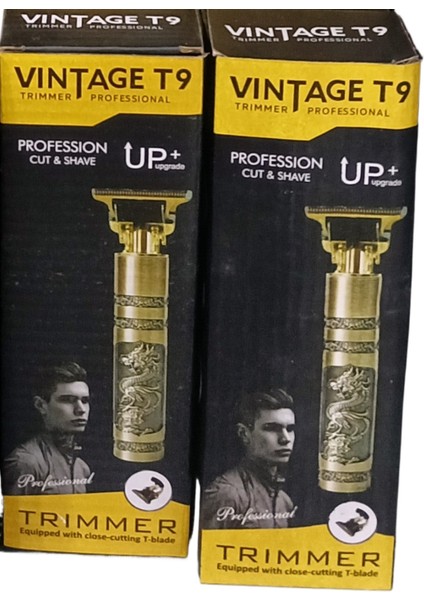 VINTAGE T9
TRIMMER PROFESSIONAL
VINTAGE T9
TRIMMER PROFESSIONAL
PROFESSION
CUT & SHAVE
UP+
upgrade
Professional
TRIMMER
Equipped with close-cutting T-blade
VINTAGE T9
TRIMMER PROFESSIONAL
VINTAGE T9
TRIMMER PROFESSIONAL
PROFESSION
CUT & SHAVE
UP+
upgrade
Professional
TRIMMER
Equipped with close-cutting T-blade